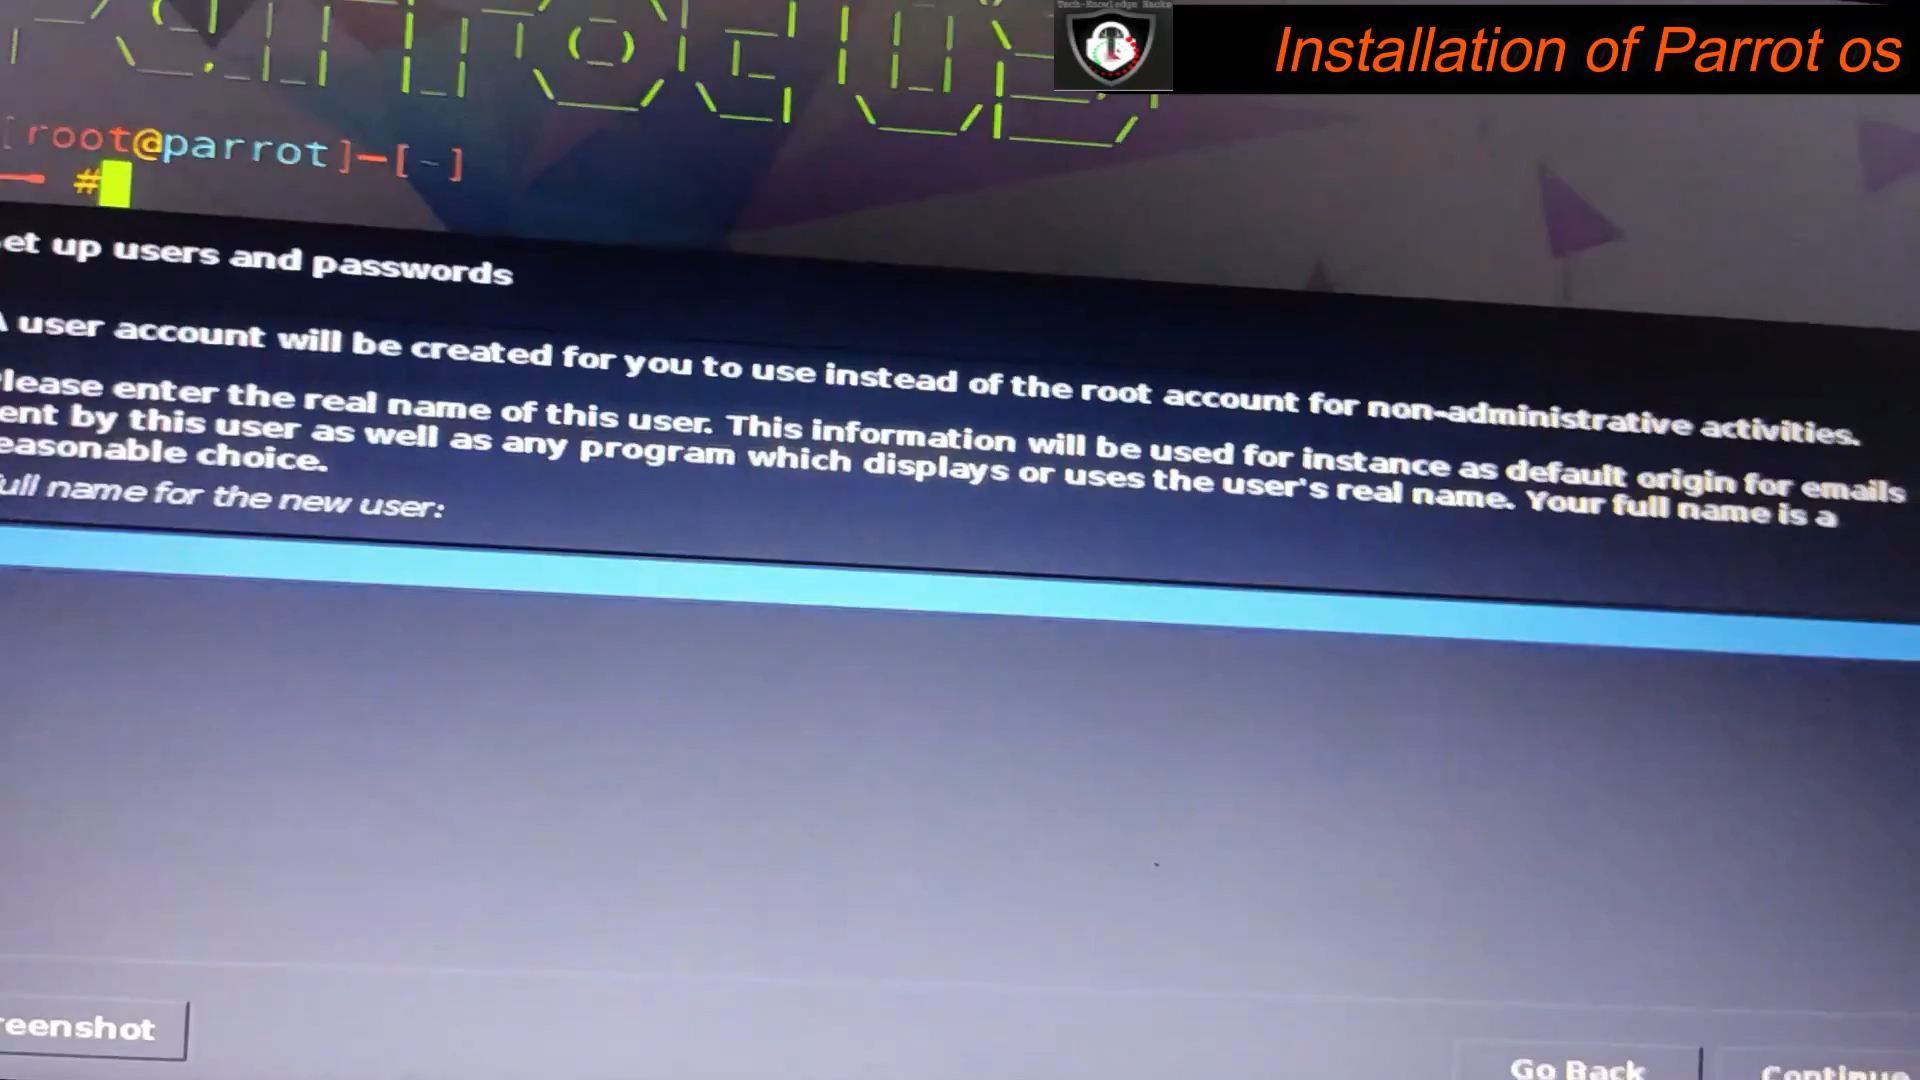 Tech-Knowledge Hacks
Installation of Parrot os
[root@parrot]—[~]
#
et up users and passwords
A user account will be created for you to use instead of the root account for non-administrative activities.
lease enter the real name of this user. This information will be used for instance as default origin for emails
ent by this user as well as any program which displays or uses the user's real name. Your full name is a
easonable choice.
ull name for the new user:
reenshot
Go Back
Continue